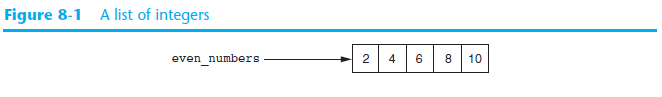 Figure 8-1 A list of integers
even_numbers 2 4 6 8 10